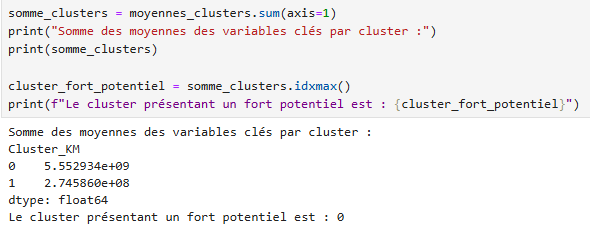 somme_clusters = moyennes_clusters.sum(axis=1)
print("Somme des moyennes des variables clés par cluster :")
print(somme_clusters)

cluster_fort_potentiel = somme_clusters.idxmax()
print(f"Le cluster présentant un fort potentiel est : {cluster_fort_potentiel}")
Somme des moyennes des variables clés par cluster :
Cluster_KM
0    5.552934e+09
1    2.745860e+08
dtype: float64
Le cluster présentant un fort potentiel est : 0